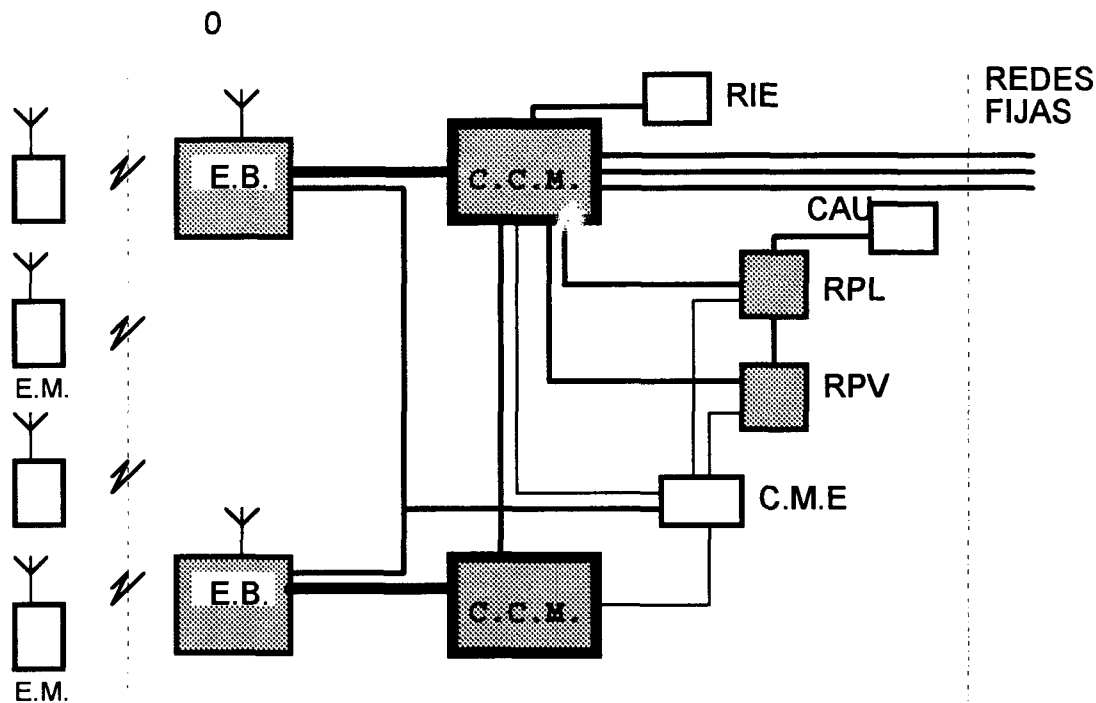 0
REDES
FIJAS
RIE
E.B.
C.C.M.
CAU
RPL
E.M.
RPV
C.M.E
E.B.
C.C.M.
E.M.